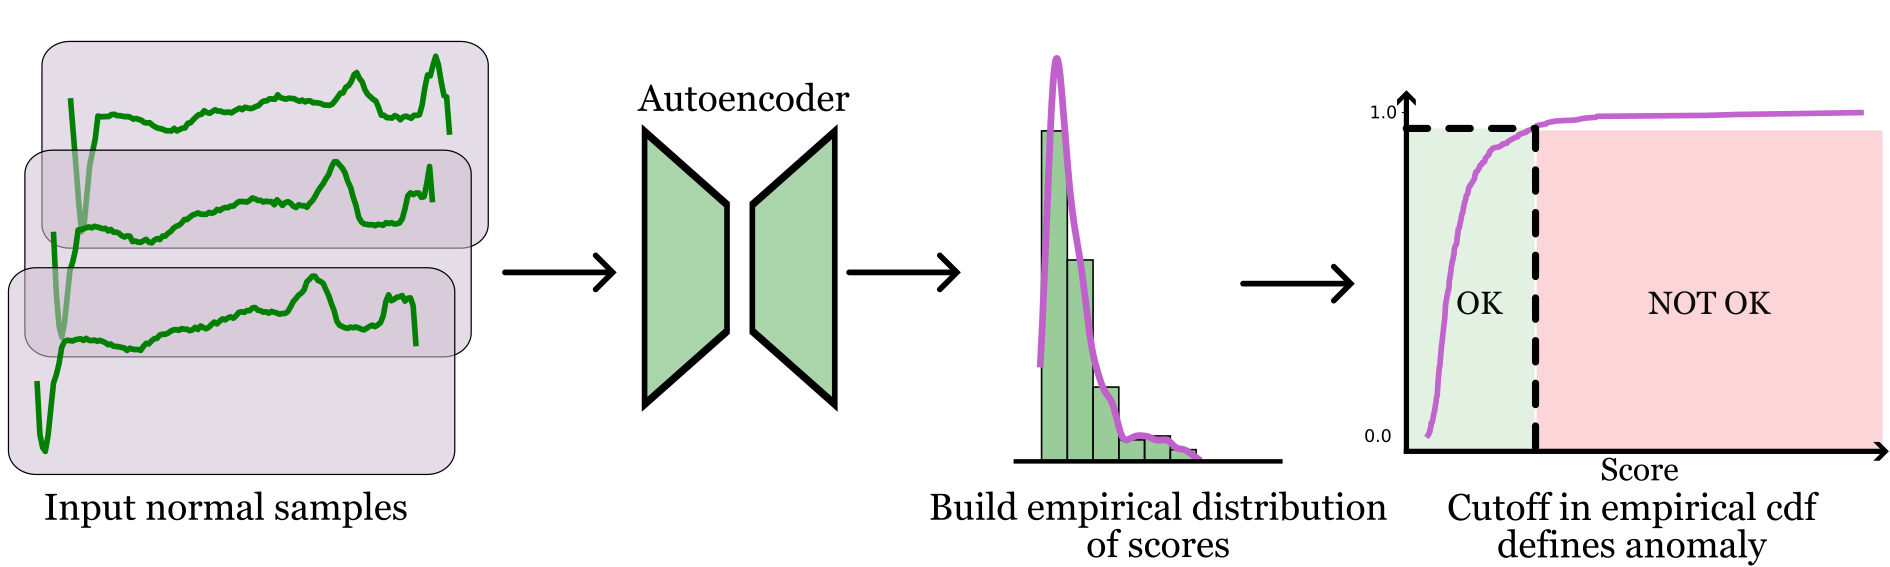 Autoencoder
Input normal samples
Build empirical distribution
of scores
1.0
OK
NOT OK
0.0
Score
Cutoff in empirical cdf
defines anomaly